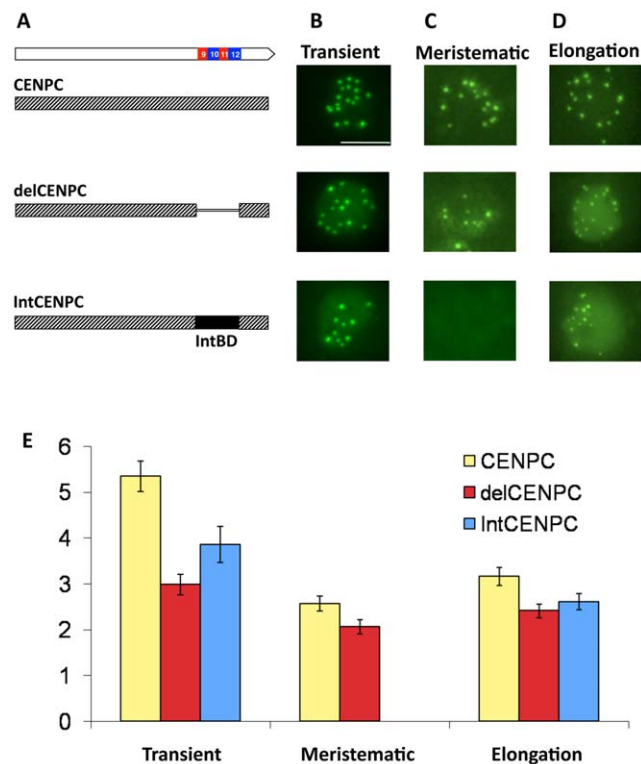 A B C D
Transient Meristematic Elongation
9 10 11 12
CENPC
delCENPC
IntCENPC
IntBD
E
6
5
4
3
2
1
0
CENPC
delCENPC
IntCENPC
Transient Meristematic Elongation